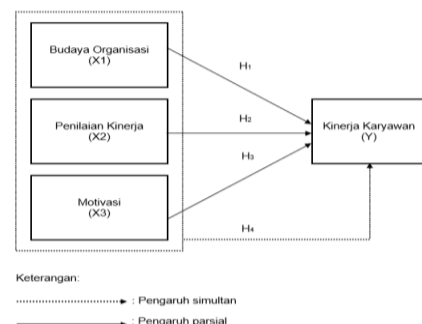 Budaya Organisasi
(X1)
H₁
Penilaian Kinerja
(X2)
H₂
Kinerja Karyawan
(Y)
H₃
Motivasi
(X3)
H₄
Keterangan:
: Pengaruh simultan
: Pengaruh parsial